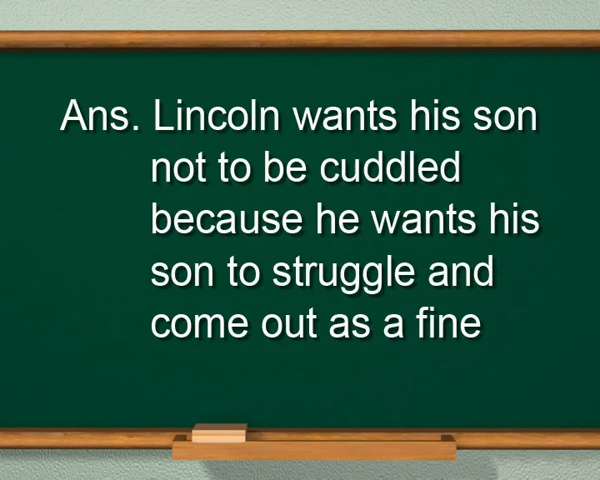 Ans. Lincoln wants his son
not to be cuddled
because he wants his
son to struggle and
come out as a fine